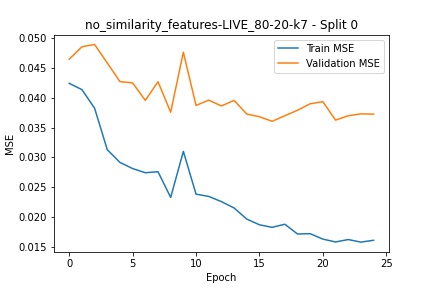 no_similarity_features-LIVE_80-20-k7 - Split 0
Train MSE
Validation MSE
MSE
0.050
0.045
0.040
0.035
0.030
0.025
0.020
0.015
0
5
10
15
20
25
Epoch